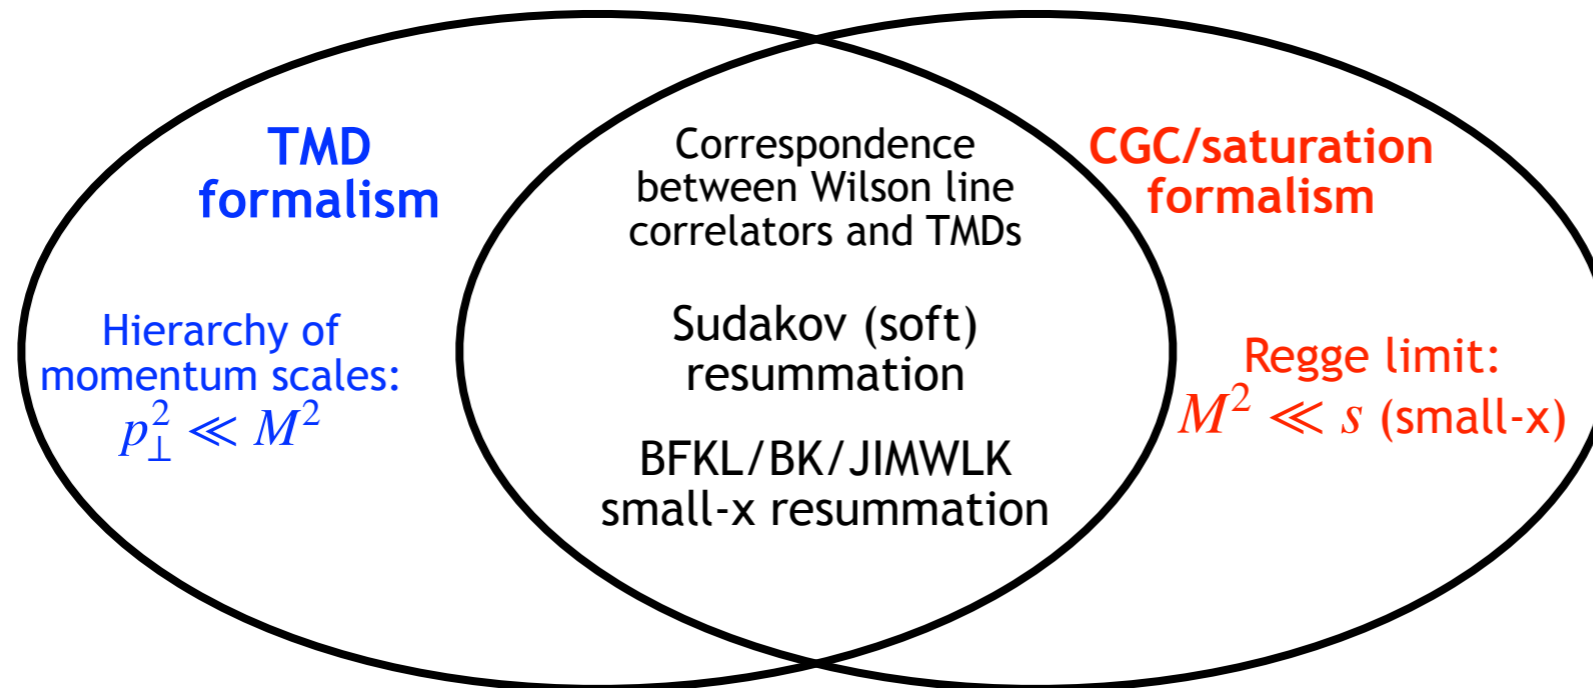 TMD
formalism
Hierarchy of
momentum scales:
p⊥² ≪ M²
Correspondence
between Wilson line
correlators and TMDs
Sudakov (soft)
resummation
BFKL/BK/JIMWLK
small-x resummation
CGC/saturation
formalism
Regge limit:
M² ≪ s (small-x)